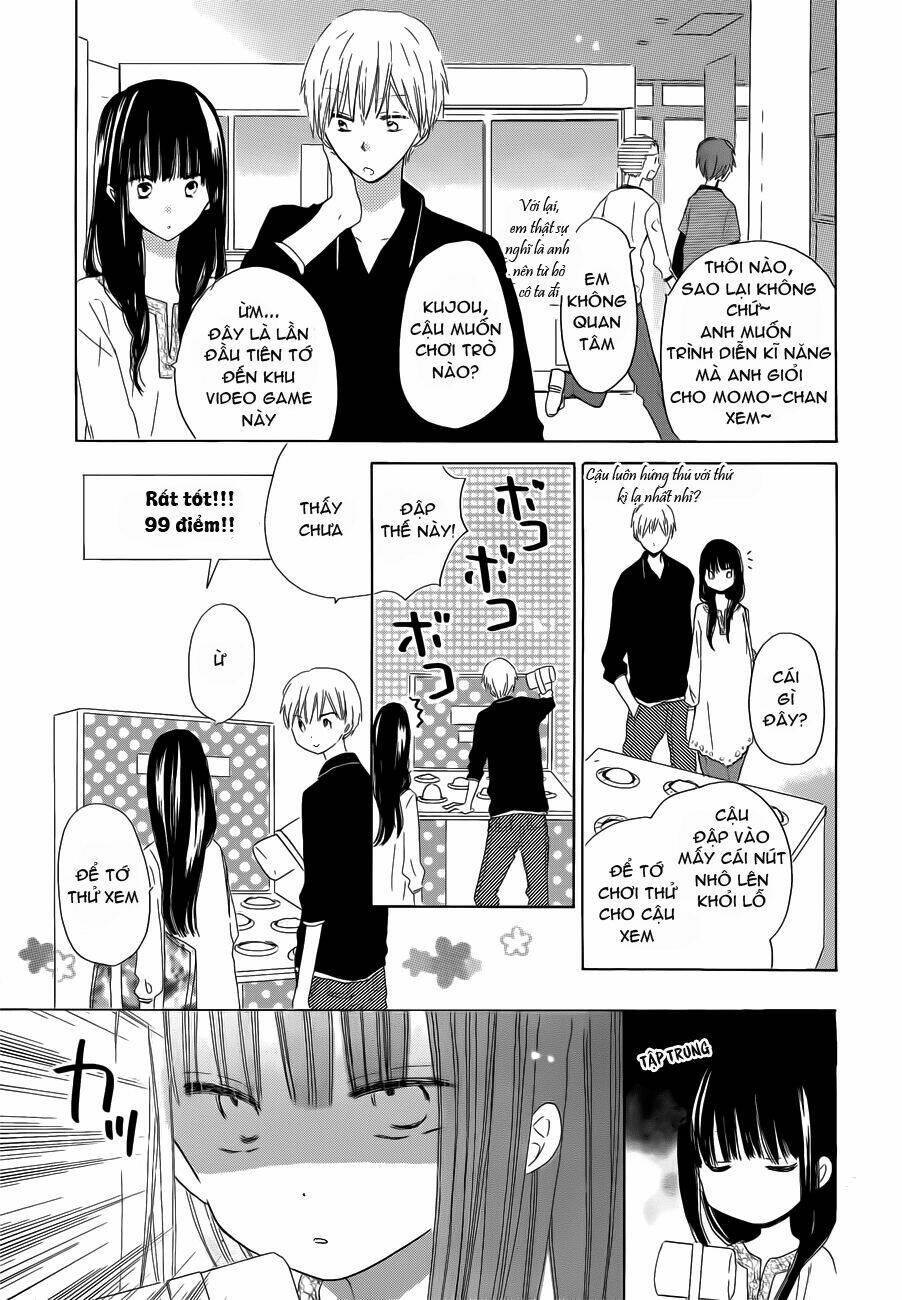 THÔI NÀO,
SAO LẠI KHÔNG
CHỨ~
ANH MUỐN
TRÌNH DIỄN KĨ NĂNG
MÀ ANH GIỎI
CHO MOMO-CHAN
XEM~
EM
KHÔNG
QUAN
TÂM
Với lại,
em thật sự
nghĩ là anh
nên từ bỏ
cô ta đi
KUJOU,
CẬU MUỐN
CHƠI TRÒ
NÀO?
ỪM...
ĐÂY LÀ LẦN
ĐẦU TIÊN TỚ
ĐẾN KHU
VIDEO GAME
NÀY
Cậu luôn hứng thú với thứ
kì lạ nhất nhỉ?
CÁI
GÌ
ĐÂY?
CẬU
ĐẬP VÀO
MẤY CÁI NÚT
NHÔ LÊN
KHỎI LỖ
ĐỂ TỚ
CHƠI THỬ
CHO CẬU
XEM
ĐẬP
THẾ NÀY!
ボコ
ボコ
ボコ
THẤY
CHƯA
Rất tốt!!!
99 điểm!!
Ừ
ĐỂ TỚ
THỬ XEM
TẬP TRUNG
カッ